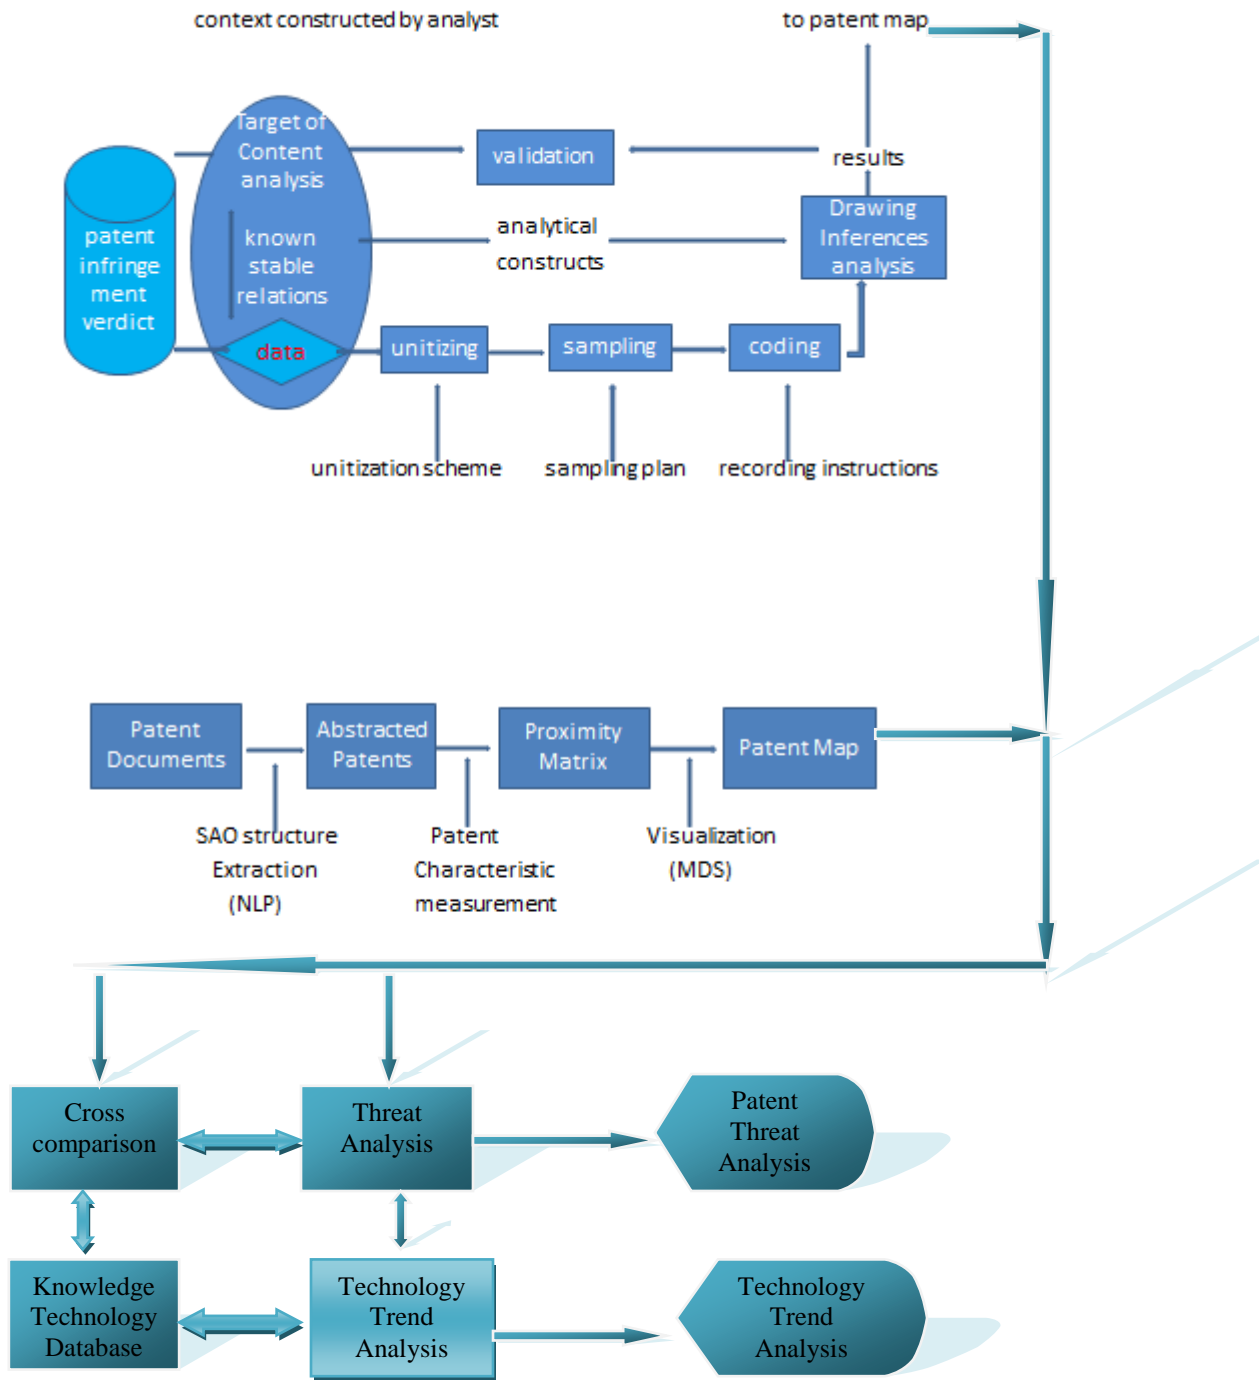 context constructed by analyst
to patent map
Target of
Content
analysis
validation
results
patent
infringe
ment
verdict
known
stable
relations
analytical
constructs
Drawing
Inferences
analysis
data
unitizing
sampling
coding
unitization scheme
sampling plan
recording instructions
Patent
Documents
Abstracted
Patents
Proximity
Matrix
Patent Map
SAO structure
Extraction
(NLP)
Patent
Characteristic
measurement
Visualization
(MDS)
Cross
comparison
Threat
Analysis
Patent
Threat
Analysis
Knowledge
Technology
Database
Technology
Trend
Analysis
Technology
Trend
Analysis